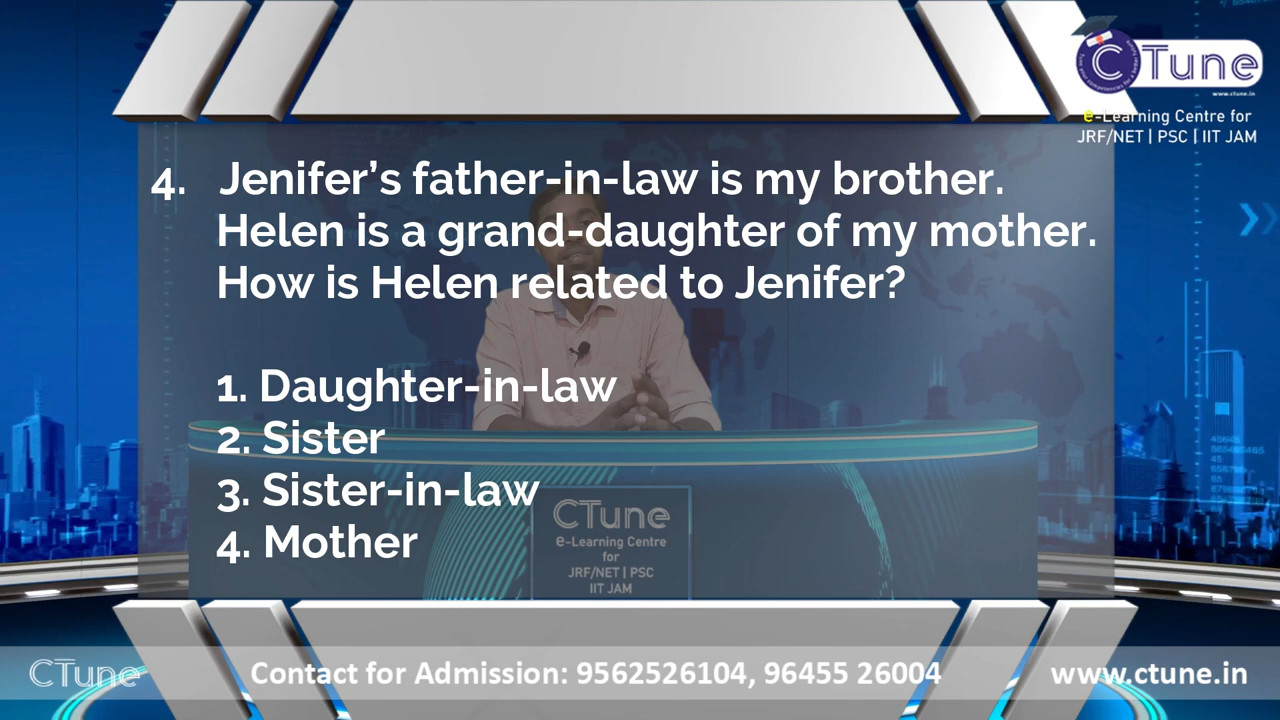 CTune
www.ctune.in
e-Learning Centre for
JRF/NET | PSC | IIT JAM
4. Jenifer’s father-in-law is my brother.
Helen is a grand-daughter of my mother.
How is Helen related to Jenifer?
1. Daughter-in-law
2. Sister
3. Sister-in-law
4. Mother
CTune
e-Learning Centre
for
JRF/NET | PSC
IIT JAM
CTune
Contact for Admission: 9562526104, 96455 26004
www.ctune.in